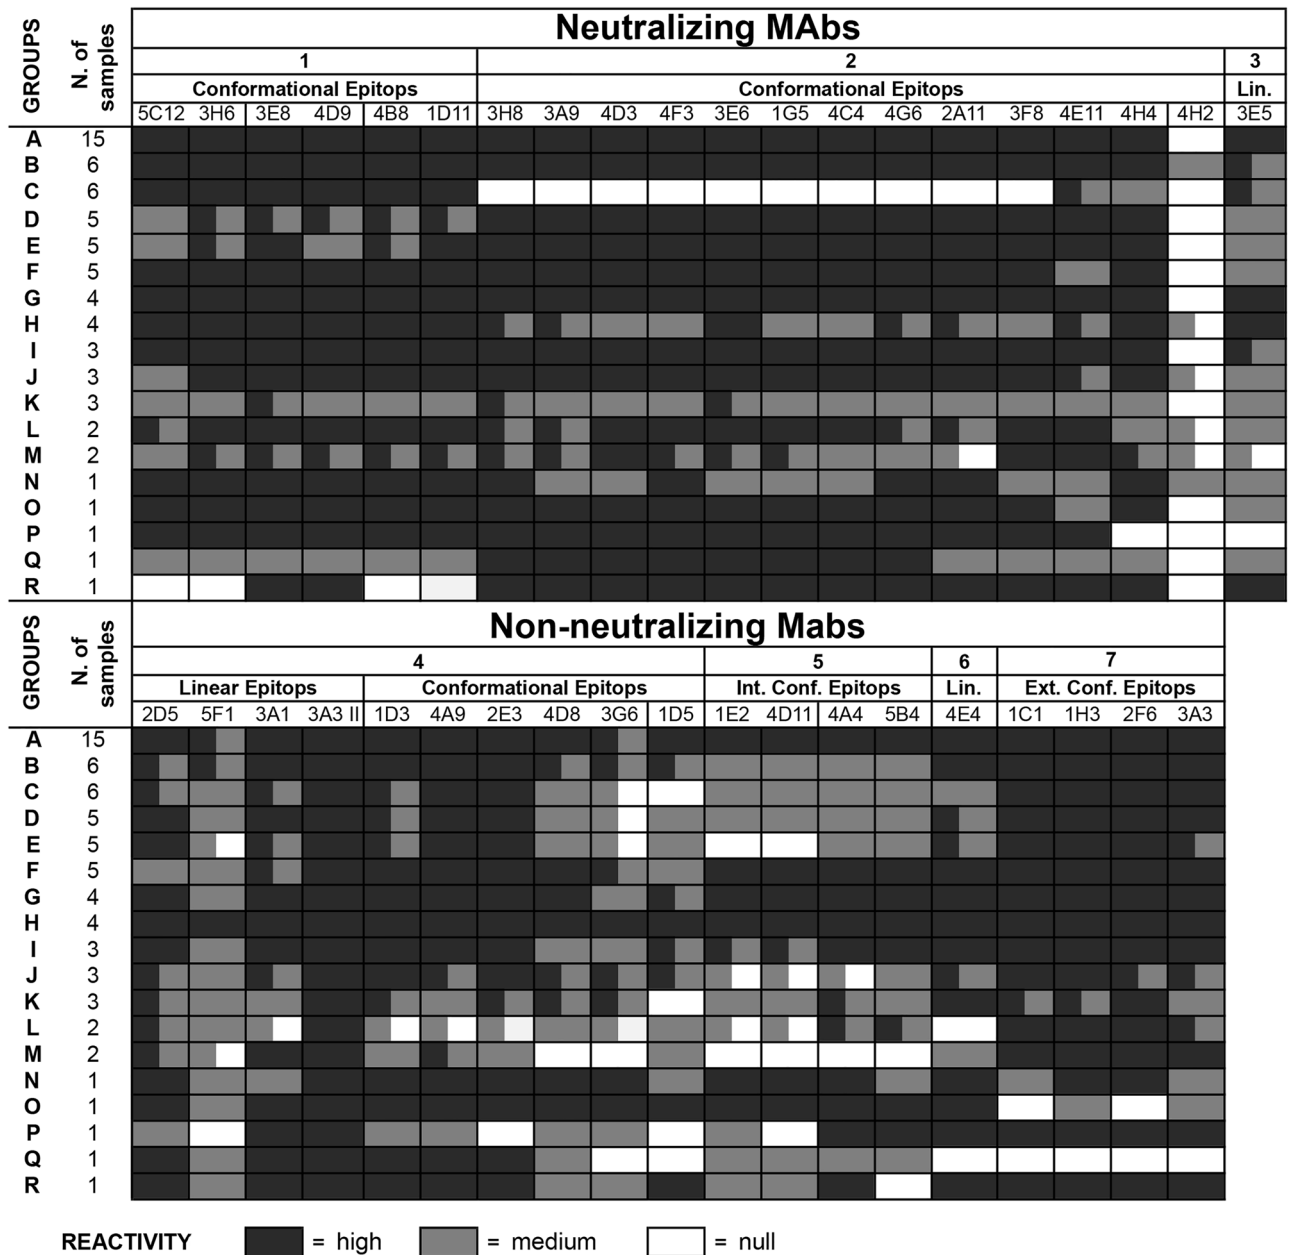 GROUPS
N. of samples
Neutralizing MAbs
1 2 3
Conformational Epitops Conformational Epitops Lin.
5C12 3H6 3E8 4D9 4B8 1D11 3H8 3A9 4D3 4F3 3E6 1G5 4C4 4G6 2A11 3F8 4E11 4H4 4H2 3E5
A 15
B 6
C 6
D 5
E 5
F 5
G 4
H 4
I 3
J 3
K 3
L 2
M 2
N 1
O 1
P 1
Q 1
R 1
GROUPS
N. of samples
Non-neutralizing Mabs
4 5 6 7
Linear Epitops Conformational Epitops Int. Conf. Epitops Lin. Ext. Conf. Epitops
2D5 5F1 3A1 3A3 II 1D3 4A9 2E3 4D8 3G6 1D5 1E2 4D11 4A4 5B4 4E4 1C1 1H3 2F6 3A3
A 15
B 6
C 6
D 5
E 5
F 5
G 4
H 4
I 3
J 3
K 3
L 2
M 2
N 1
O 1
P 1
Q 1
R 1
REACTIVITY = high = medium = null